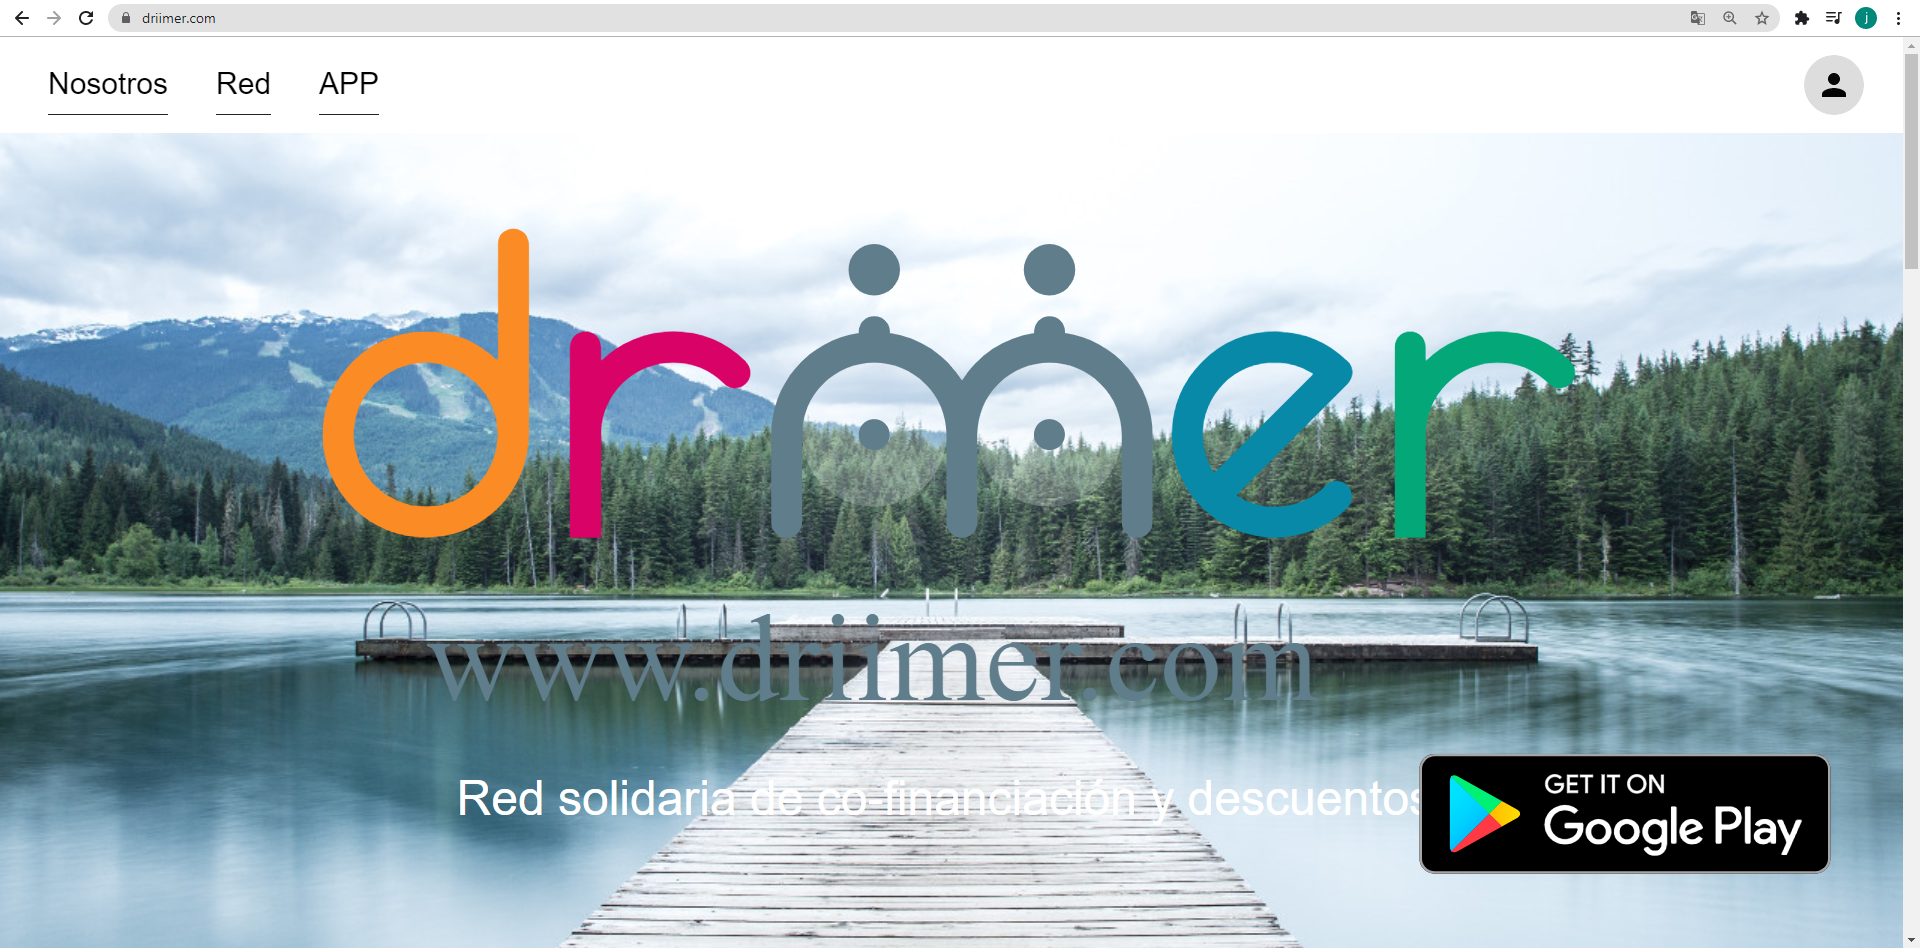 driimer.com
j
Nosotros Red APP
driimer
www.driimer.com
Red solidaria de co-financiación y descuentos
GET IT ON
Google Play